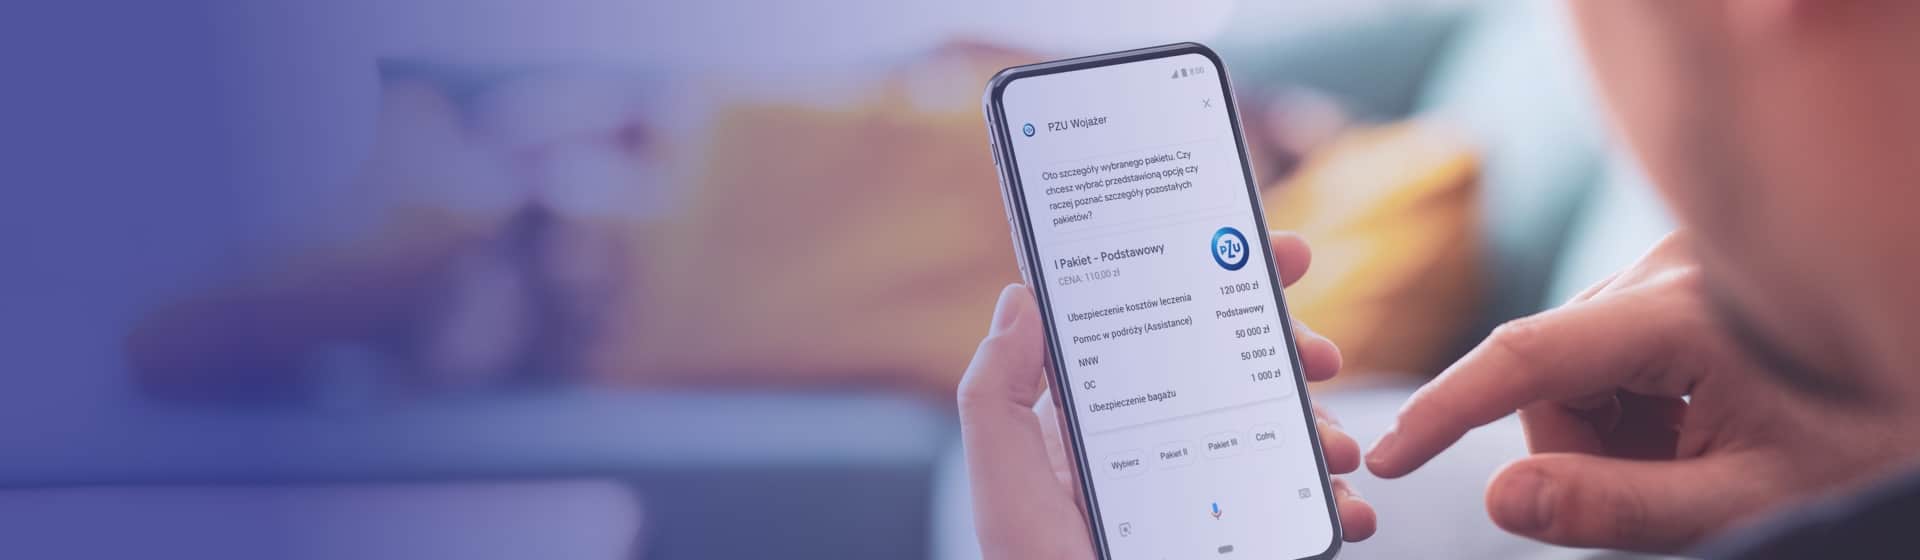 8:00
PZU Wojażer
Oto szczegóły wybranego pakietu. Czy
chcesz wybrać przedstawioną opcję czy
raczej poznać szczegóły pozostałych
pakietów?
I Pakiet - Podstawowy
CENA: 110,00 zł
PZU
Ubezpieczenie kosztów leczenia 120 000 zł
Pomoc w podróży (Assistance) Podstawowy
NNW 50 000 zł
OC 50 000 zł
Ubezpieczenie bagażu 1 000 zł
Wybierz Pakiet II Pakiet III Cofnij